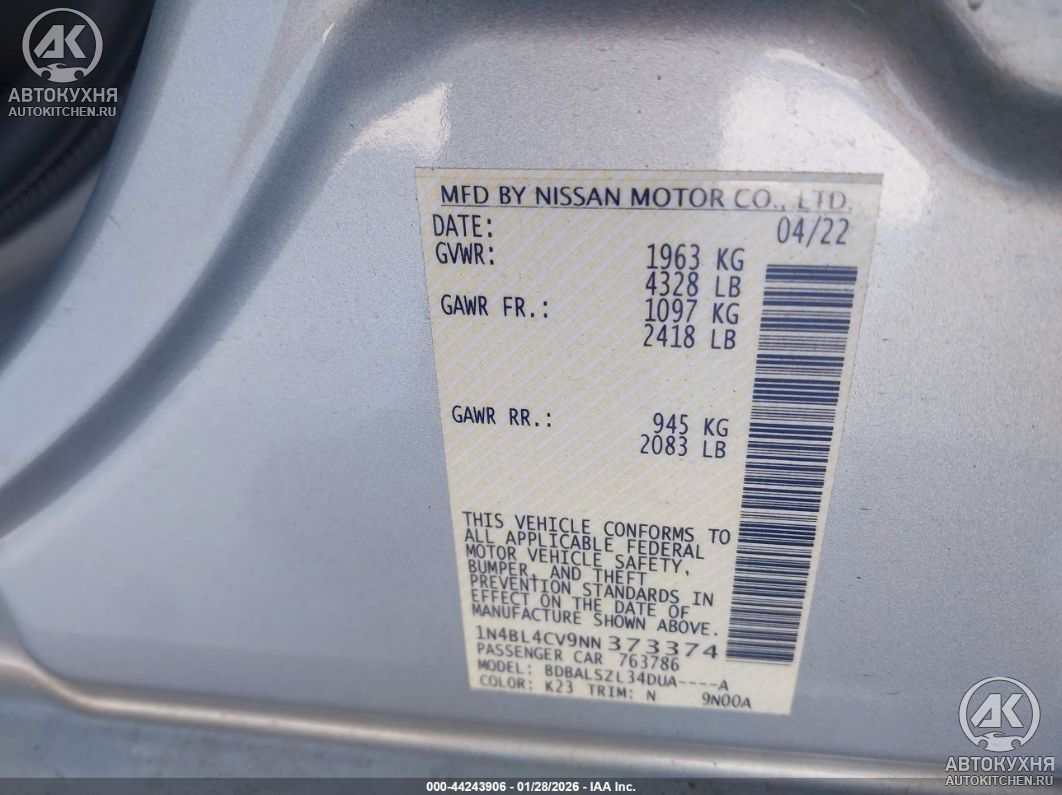 AK
АВТОКУХНЯ
AUTOKITCHEN.RU
MFD BY NISSAN MOTOR CO., LTD.
DATE: 04/22
GVWR: 1963 KG
4328 LB
GAWR FR.: 1097 KG
2418 LB
GAWR RR.: 945 KG
2083 LB
THIS VEHICLE CONFORMS TO
ALL APPLICABLE FEDERAL
MOTOR VEHICLE SAFETY,
BUMPER, AND THEFT
PREVENTION STANDARDS IN
EFFECT ON THE DATE OF
MANUFACTURE SHOWN ABOVE.
1N4BL4CV9NN373374
PASSENGER CAR 763786
MODEL: BDBALSZL34DUA----A
COLOR: K23 TRIM: N 9N00A
AK
АВТОКУХНЯ
AUTOKITCHEN.RU
000-44243906 - 01/28/2026 - IAA Inc.